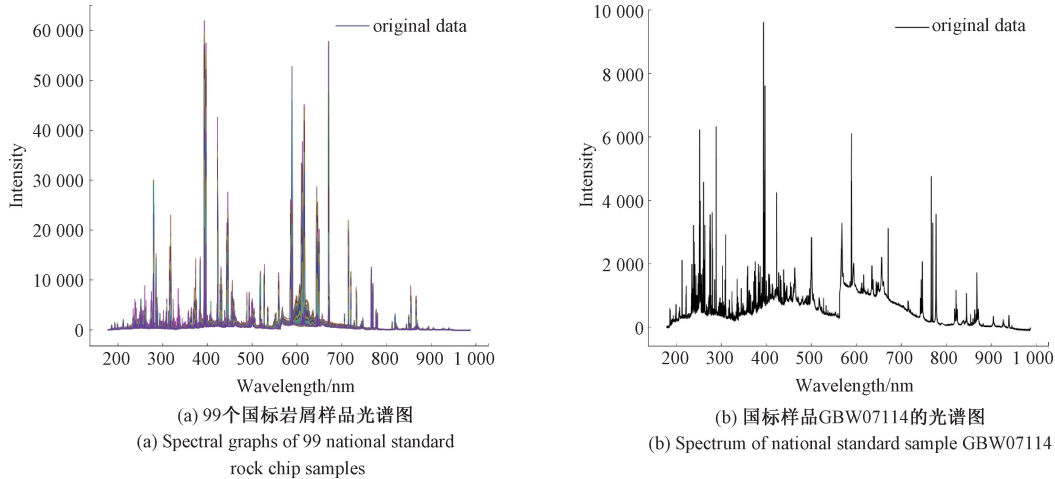 original data
60 000
50 000
40 000
30 000
20 000
10 000
0
Intensity
200 300 400 500 600 700 800 900 1 000
Wavelength/nm
(a) 99个国标岩屑样品光谱图
(a) Spectral graphs of 99 national standard
rock chip samples
original data
10 000
8 000
6 000
4 000
2 000
0
Intensity
200 300 400 500 600 700 800 900 1 000
Wavelength/nm
(b) 国标样品GBW07114的光谱图
(b) Spectrum of national standard sample GBW07114